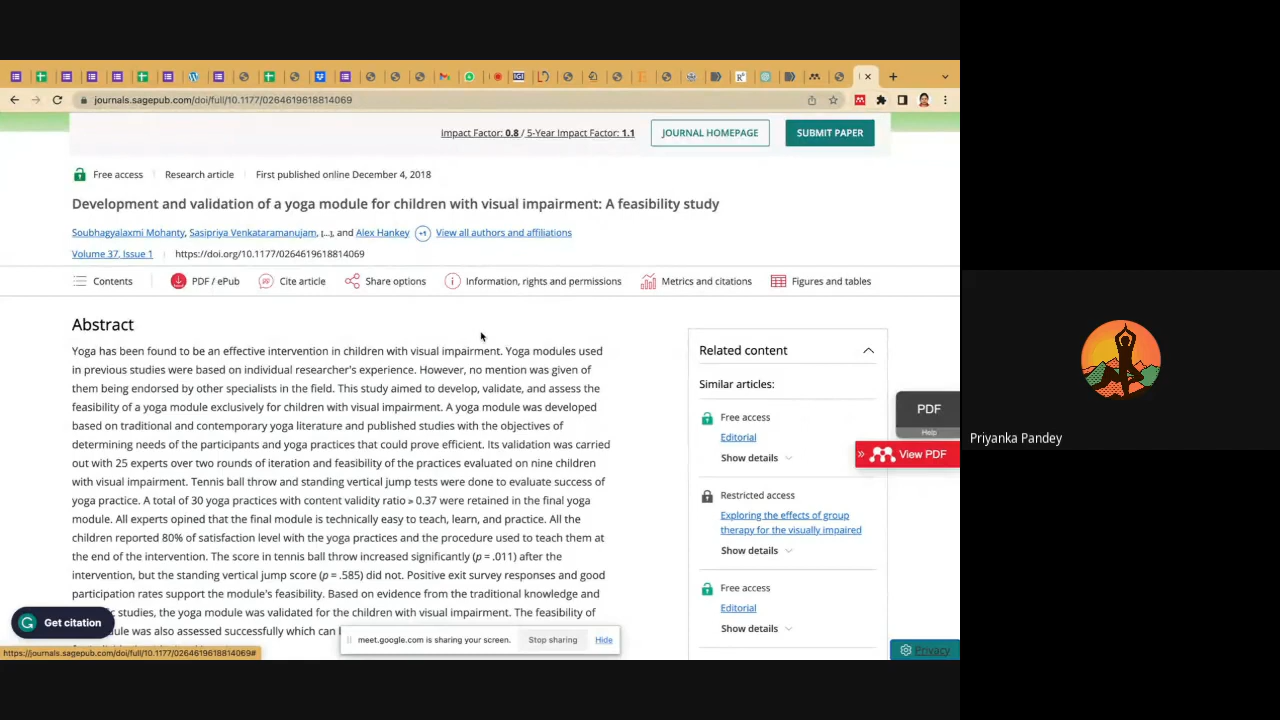 journals.sagepub.com/doi/full/10.1177/0264619618814069
Impact Factor: 0.8 / 5-Year Impact Factor: 1.1
JOURNAL HOMEPAGE
SUBMIT PAPER
Free access
Research article
First published online December 4, 2018
Development and validation of a yoga module for children with visual impairment: A feasibility study
Soubhagyalaxmi Mohanty, Sasipriya Venkataramanujam, [...], and Alex Hankey +1 View all authors and affiliations
Volume 37, Issue 1
https://doi.org/10.1177/0264619618814069
Contents
PDF / ePub
Cite article
Share options
Information, rights and permissions
Metrics and citations
Figures and tables
Abstract
Yoga has been found to be an effective intervention in children with visual impairment. Yoga modules used
in previous studies were based on individual researcher's experience. However, no mention was given of
them being endorsed by other specialists in the field. This study aimed to develop, validate, and assess the
feasibility of a yoga module exclusively for children with visual impairment. A yoga module was developed
based on traditional and contemporary yoga literature and published studies with the objectives of
determining needs of the participants and yoga practices that could prove efficient. Its validation was carried
out with 25 experts over two rounds of iteration and feasibility of the practices evaluated on nine children
with visual impairment. Tennis ball throw and standing vertical jump tests were done to evaluate success of
yoga practice. A total of 30 yoga practices with content validity ratio ⩾ 0.37 were retained in the final yoga
module. All experts opined that the final module is technically easy to teach, learn, and practice. All the
children reported 80% of satisfaction level with the yoga practices and the procedure used to teach them at
the end of the intervention. The score in tennis ball throw increased significantly (p = .011) after the
intervention, but the standing vertical jump score (p = .585) did not. Positive exit survey responses and good
participation rates support the module's feasibility. Based on evidence from the traditional knowledge and
studies, the yoga module was validated for the children with visual impairment. The feasibility of
was also assessed successfully which can
Related content
Similar articles:
Free access
Editorial
Show details
Restricted access
Exploring the effects of group
therapy for the visually impaired
Show details
Free access
Editorial
Show details
PDF
Help
View PDF
Get citation
meet.google.com is sharing your screen.
Stop sharing
Hide
https://journals.sagepub.com/doi/full/10.1177/0264619618814069#
Privacy
Priyanka Pandey